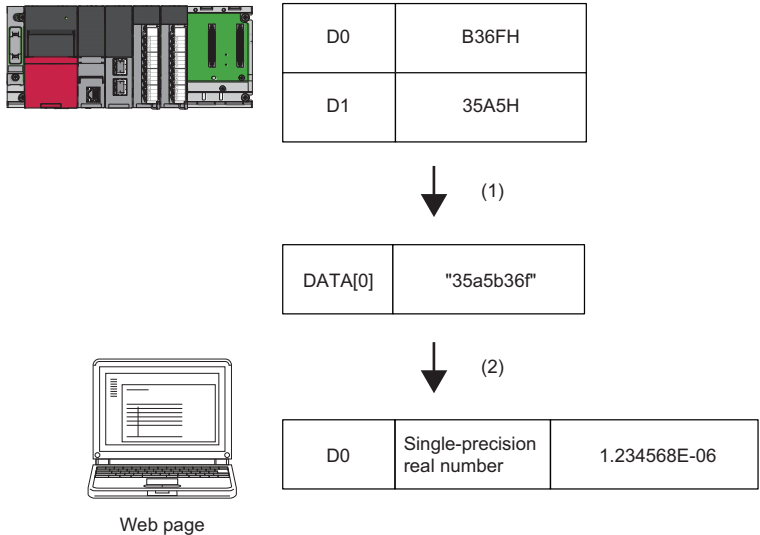 D0 B36FH
D1 35A5H
(1)
DATA[0] "35a5b36f"
(2)
D0 Single-precision real number 1.234568E-06
Web page